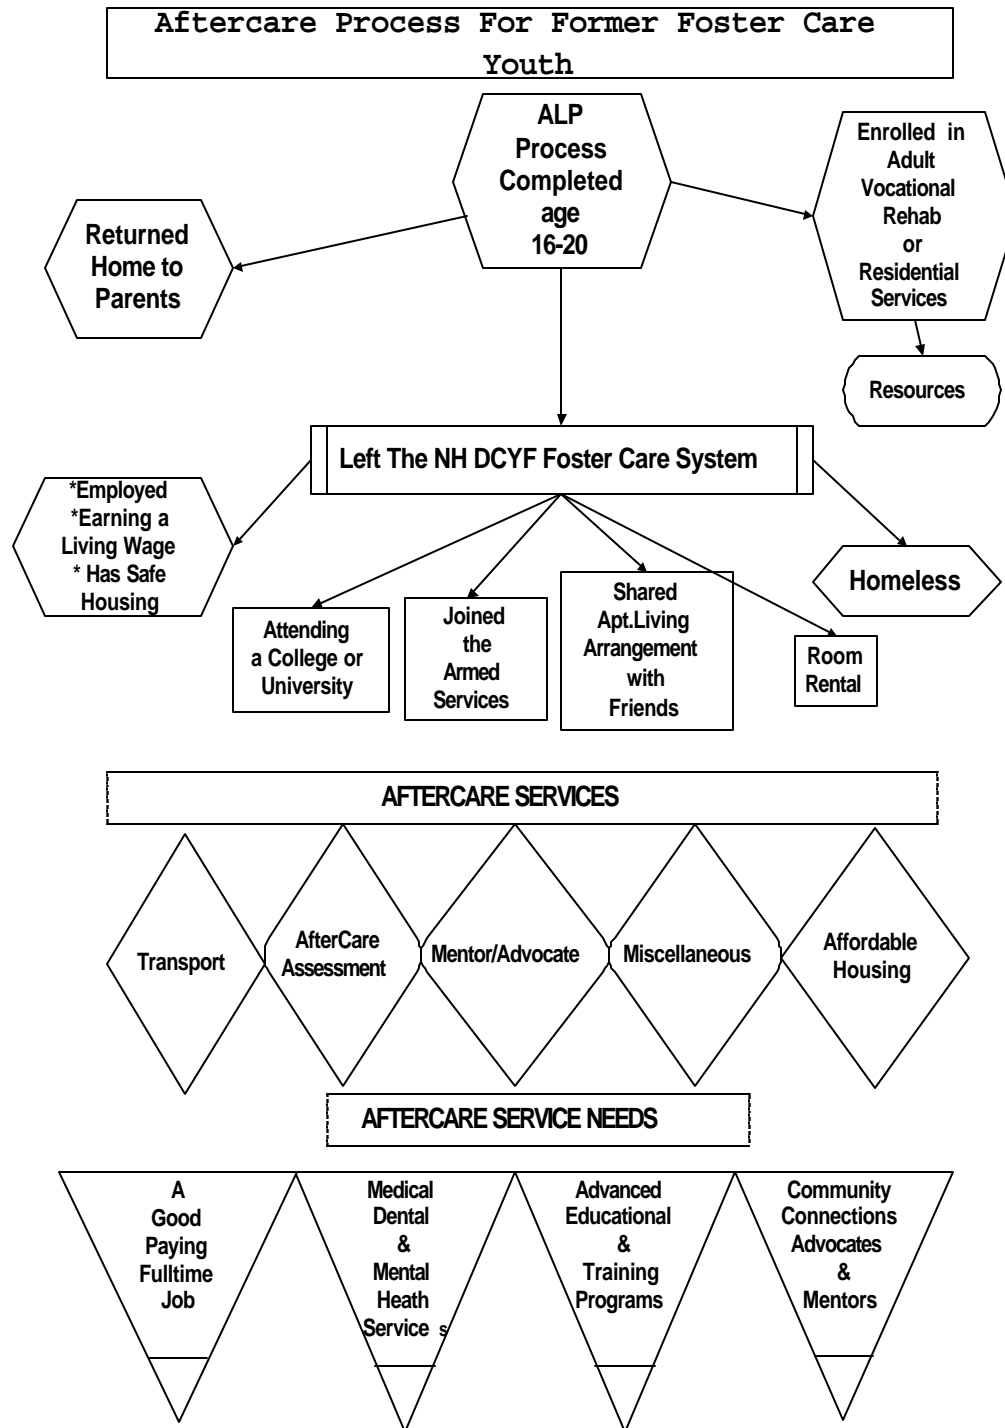 Aftercare Process For Former Foster Care
Youth
ALP
Process
Completed
age
16-20
Enrolled in
Adult
Vocational
Rehab
or
Residential
Services
Returned
Home to
Parents
Resources
Left The NH DCYF Foster Care System
*Employed
*Earning a
Living Wage
* Has Safe
Housing
Homeless
Attending
a College or
University
Joined
the
Armed
Services
Shared
Apt.Living
Arrangement
with
Friends
Room
Rental
AFTERCARE SERVICES
Transport
AfterCare
Assessment
Mentor/Advocate
Miscellaneous
Affordable
Housing
AFTERCARE SERVICE NEEDS
A
Good
Paying
Fulltime
Job
Medical
Dental
&
Mental
Heath
Service s
Advanced
Educational
&
Training
Programs
Community
Connections
Advocates
&
Mentors